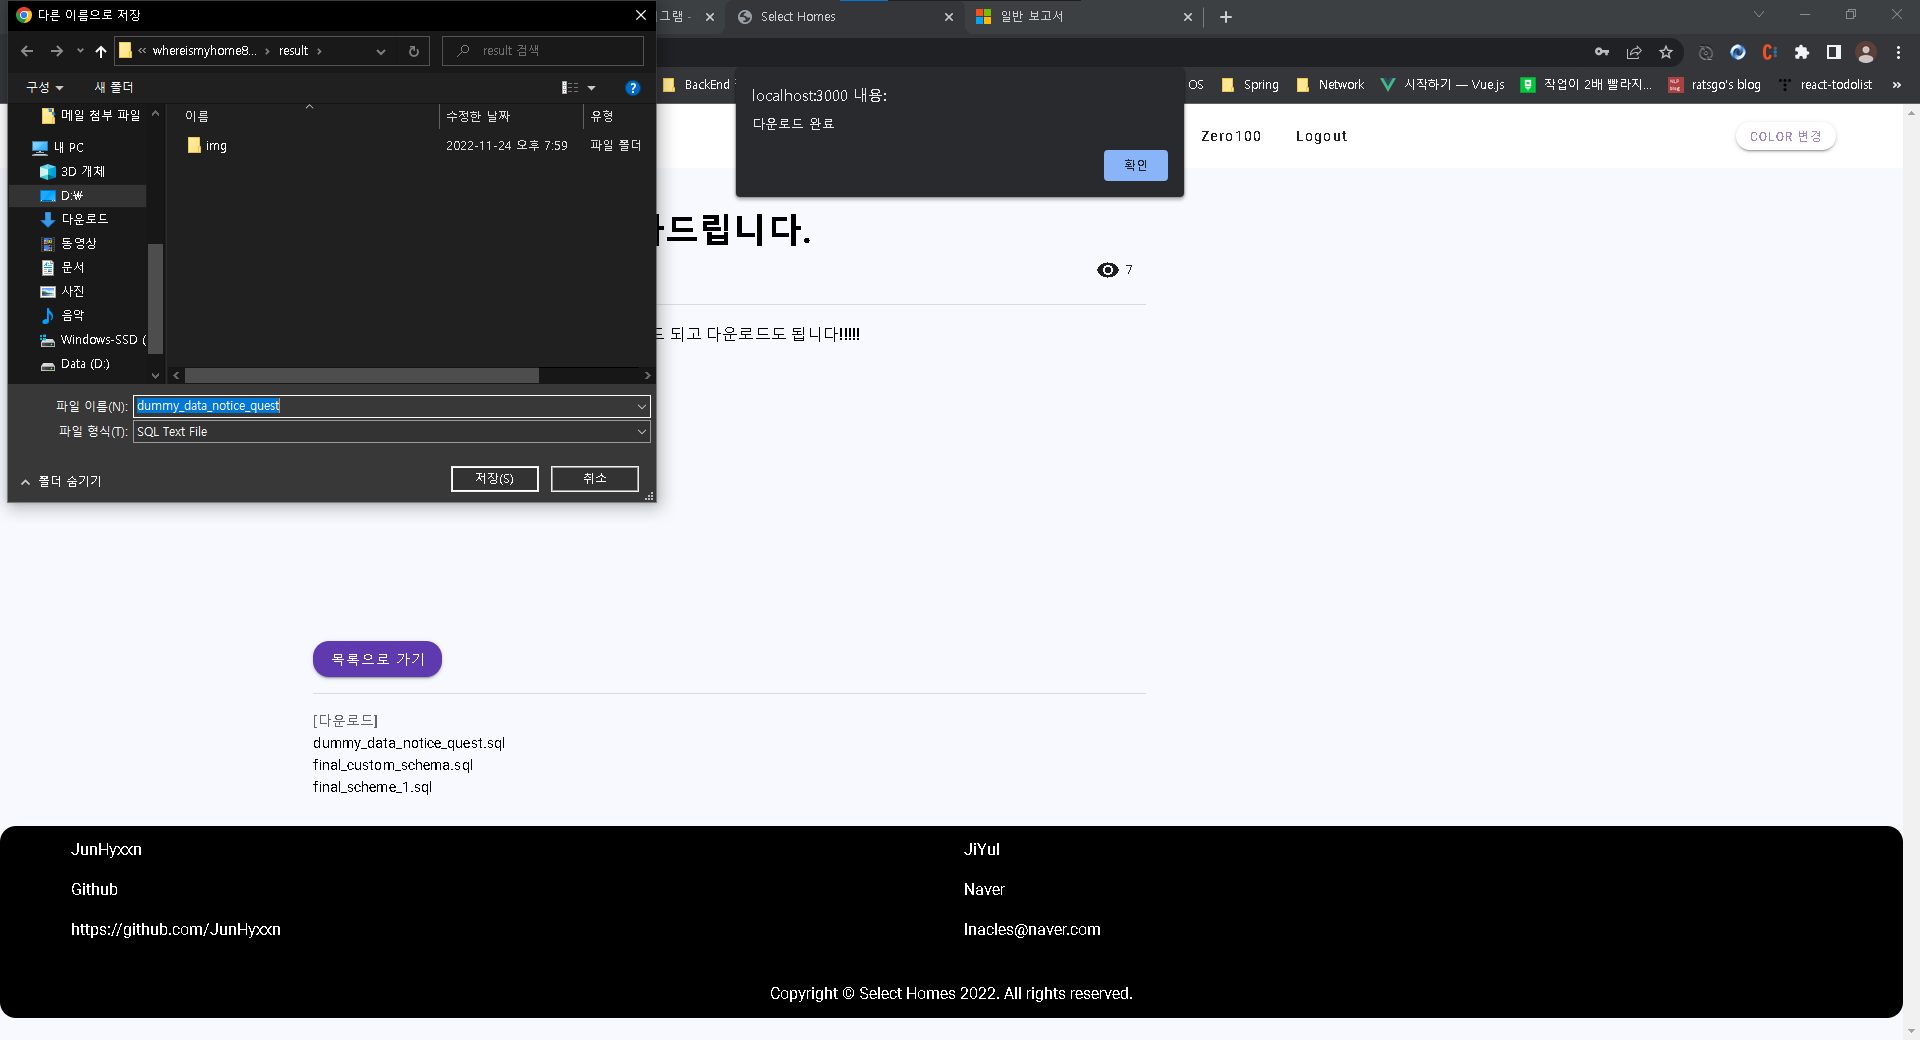 다른 이름으로 저장
그램 -
Select Homes
일반 보고서
« whereismyhome8... › result ›
result 검색
구성
새 폴더
BackEnd
OS
Spring
Network
시작하기 — Vue.js
작업이 2배 빨라지...
ratsgo's blog
react-todolist
»
메일 첨부 파일
내 PC
3D 개체
D:₩
다운로드
동영상
문서
사진
음악
Windows-SSD (
Data (D:)
이름
수정한 날짜
유형
img
2022-11-24 오후 7:59
파일 폴더
파일 이름(N):
dummy_data_notice_quest
파일 형식(T):
SQL Text File
폴더 숨기기
저장(S)
취소
localhost:3000 내용:
다운로드 완료
확인
Zero100
Logout
COLOR 변경
드립니다.
7
드 되고 다운로드도 됩니다!!!!!
목록으로 가기
[다운로드]
dummy_data_notice_quest.sql
final_custom_schema.sql
final_scheme_1.sql
JunHyxxn
Github
https://github.com/JunHyxxn
JiYul
Naver
lnacles@naver.com
Copyright © Select Homes 2022. All rights reserved.